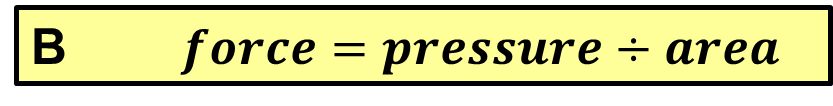 B force = pressure ÷ area